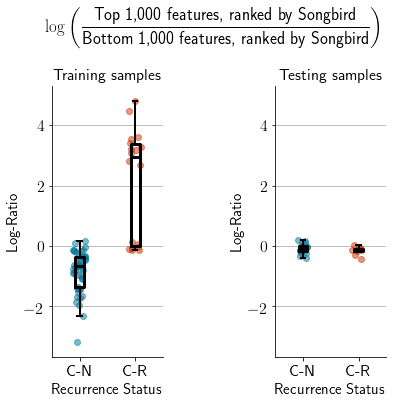 log ( Top 1,000 features, ranked by Songbird
Bottom 1,000 features, ranked by Songbird )
Training samples
Log-Ratio
4
2
0
−2
C-N C-R
Recurrence Status
Testing samples
Log-Ratio
4
2
0
−2
C-N C-R
Recurrence Status